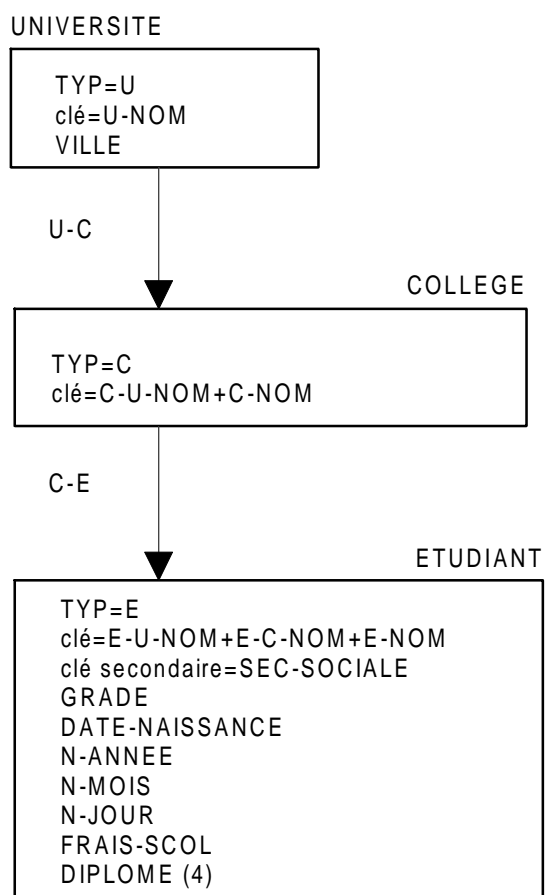 UNIVERSITE
TYP=U
clé=U-NOM
VILLE
U-C
COLLEGE
TYP=C
clé=C-U-NOM+C-NOM
C-E
ETUDIANT
TYP=E
clé=E-U-NOM+E-C-NOM+E-NOM
clé secondaire=SEC-SOCIALE
GRADE
DATE-NAISSANCE
N-ANNEE
N-MOIS
N-JOUR
FRAIS-SCOL
DIPLOME (4)